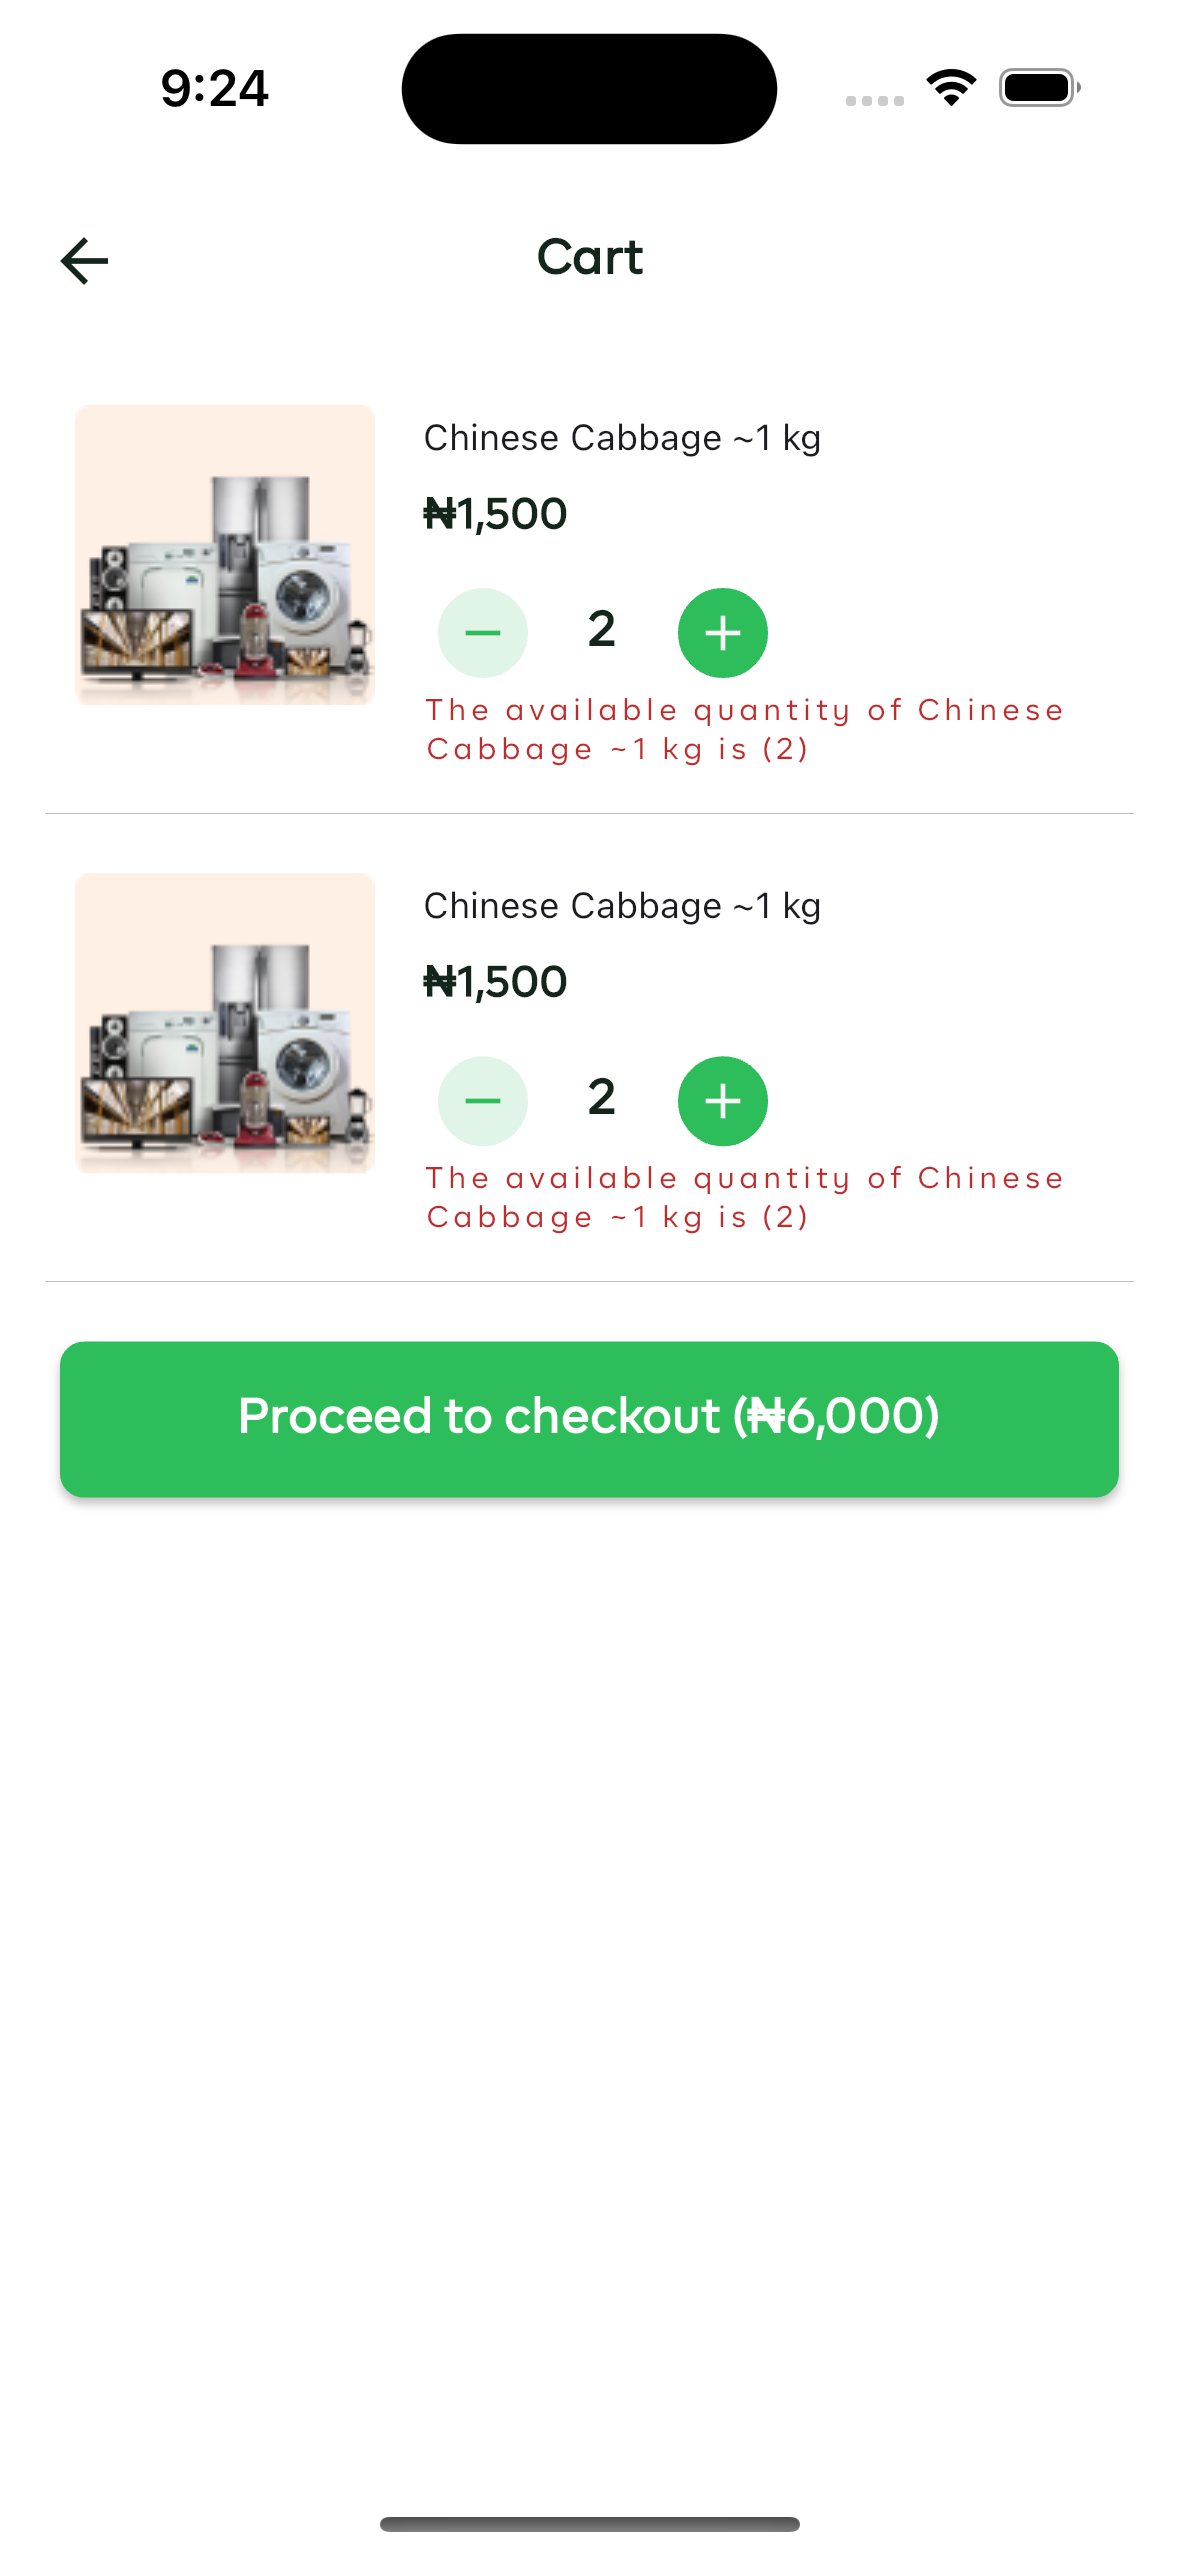 9:24
Cart
Chinese Cabbage ~1 kg
₦1,500
2
The available quantity of Chinese
Cabbage ~1 kg is (2)
Chinese Cabbage ~1 kg
₦1,500
2
The available quantity of Chinese
Cabbage ~1 kg is (2)
Proceed to checkout (₦6,000)